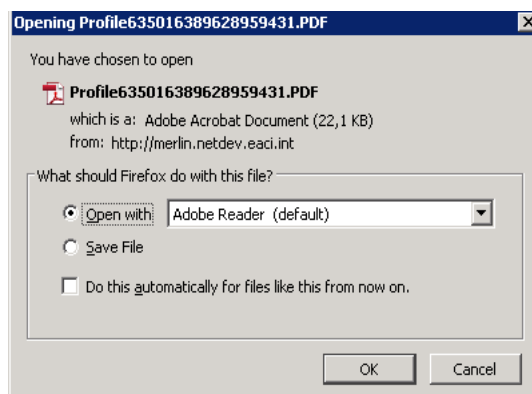 Opening Profile635016389628959431.PDF
You have chosen to open
Profile635016389628959431.PDF
which is a: Adobe Acrobat Document (22,1 KB)
from: http://merlin.netdev.eaci.int
What should Firefox do with this file?
Open with Adobe Reader (default)
Save File
Do this automatically for files like this from now on.
OK Cancel